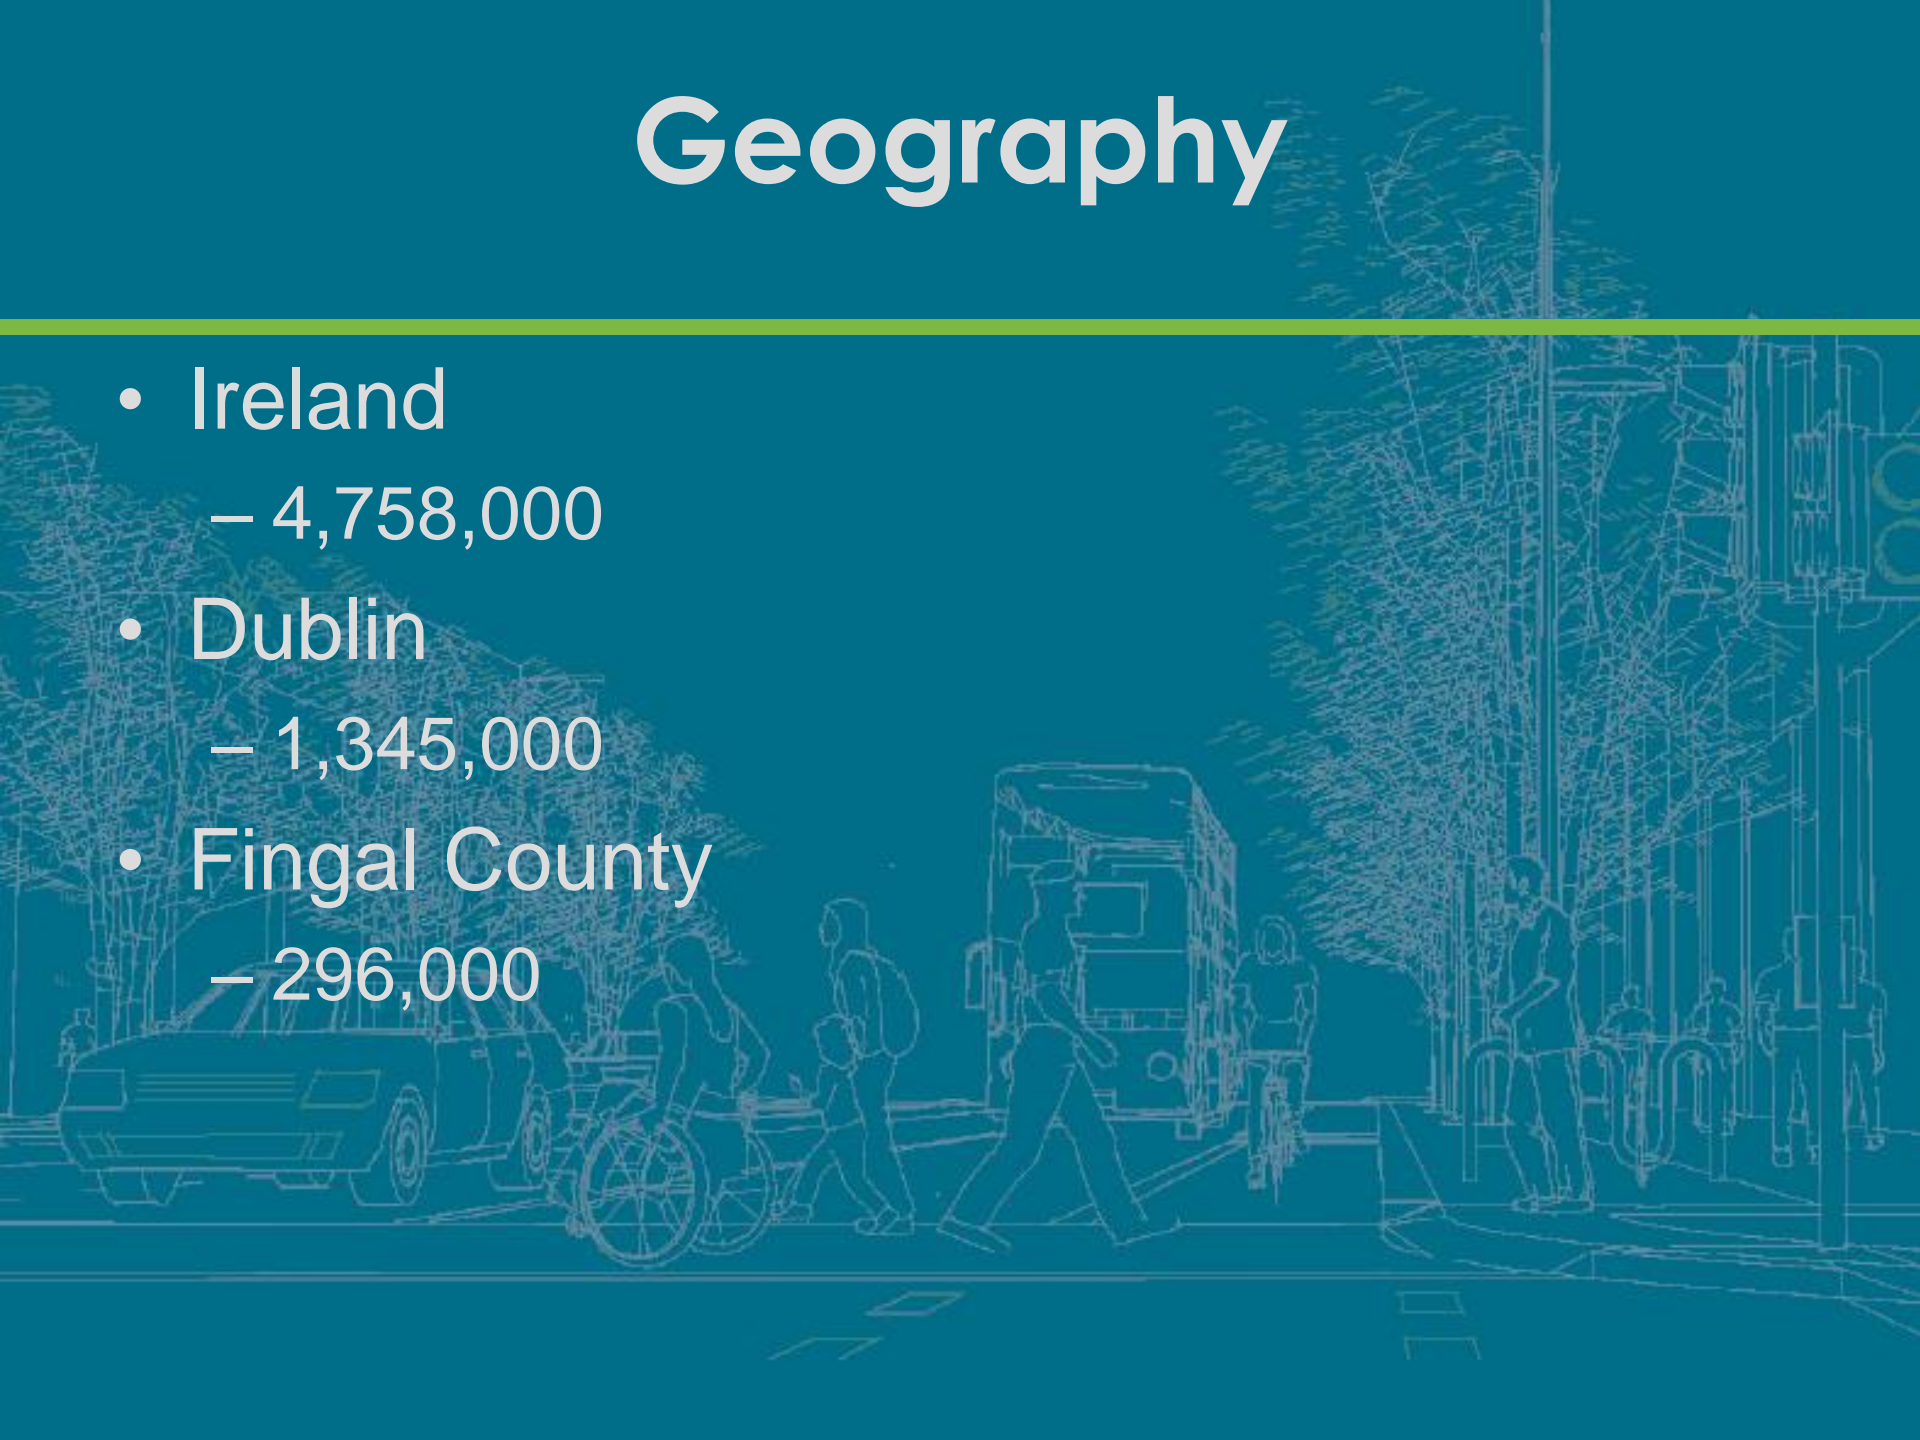 Geography
• Ireland
– 4,758,000
• Dublin
– 1,345,000
• Fingal County
– 296,000